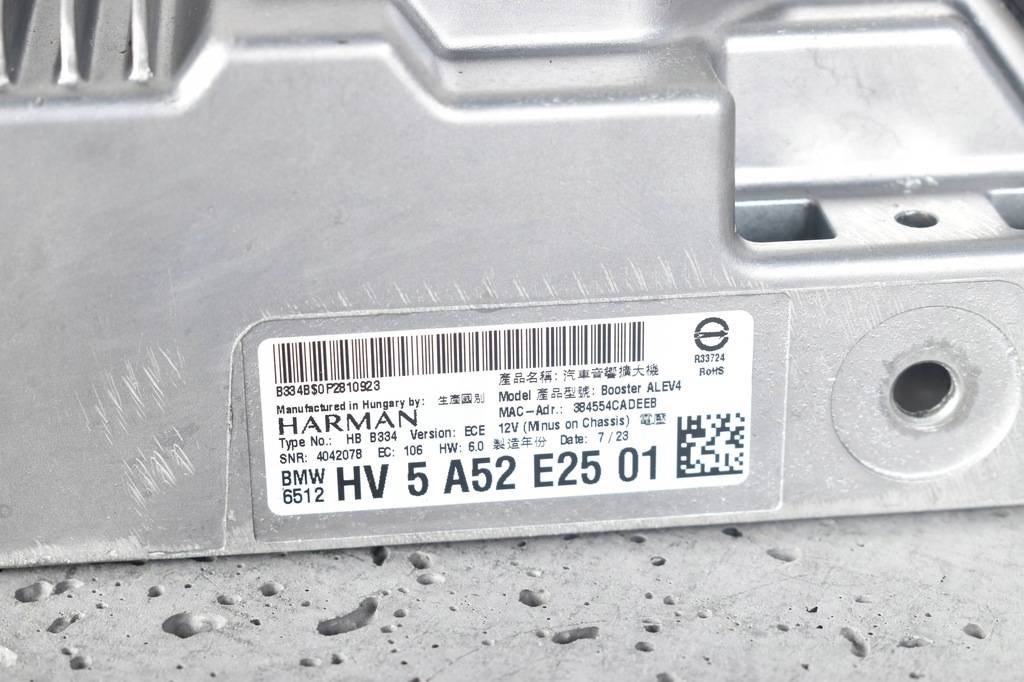 B334BS0P2810923
Manufactured in Hungary by: 生產國別
HARMAN
Type No.: HB B334 Version: ECE
SNR: 4042078 EC: 106 HW: 6.0 製造年份 Date: 7/23
產品名稱: 汽車音響擴大機
Model 產品型號: Booster ALEV4
MAC-Adr.: 384554CADEEB
12V (Minus on Chassis) 電壓
R33724
RoHS
BMW
6512 HV 5 A52 E25 01